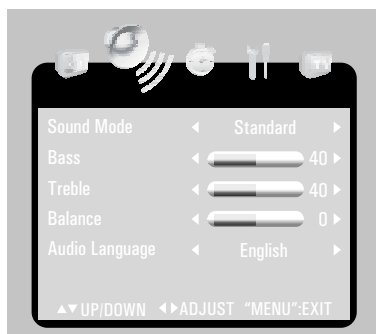 Sound Mode Standard
Bass 40
Treble 40
Balance 0
Audio Language English
▲▼UP/DOWN ◀▶ADJUST “MENU”:EXIT